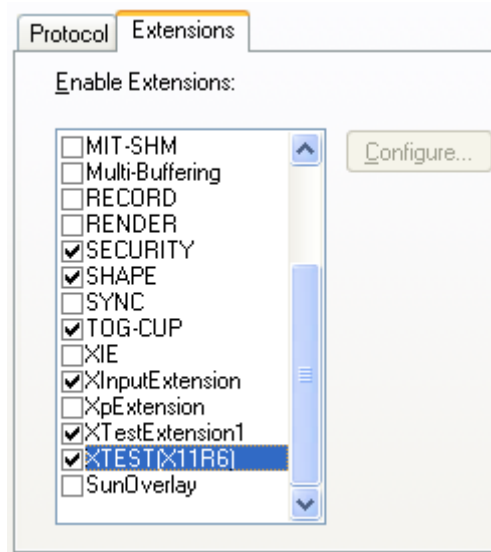 Protocol Extensions
Enable Extensions:
MIT-SHM
Configure...
Multi-Buffering
RECORD
RENDER
SECURITY
SHAPE
SYNC
TOG-CUP
XIE
XInputExtension
XpExtension
XTestExtension1
XTEST(X11R6)
SunOverlay